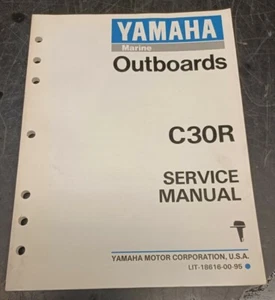 YAMAHA
Marine
Outboards
C30R
SERVICE
MANUAL
YAMAHA MOTOR CORPORATION, U.S.A.
LIT-18616-00-95